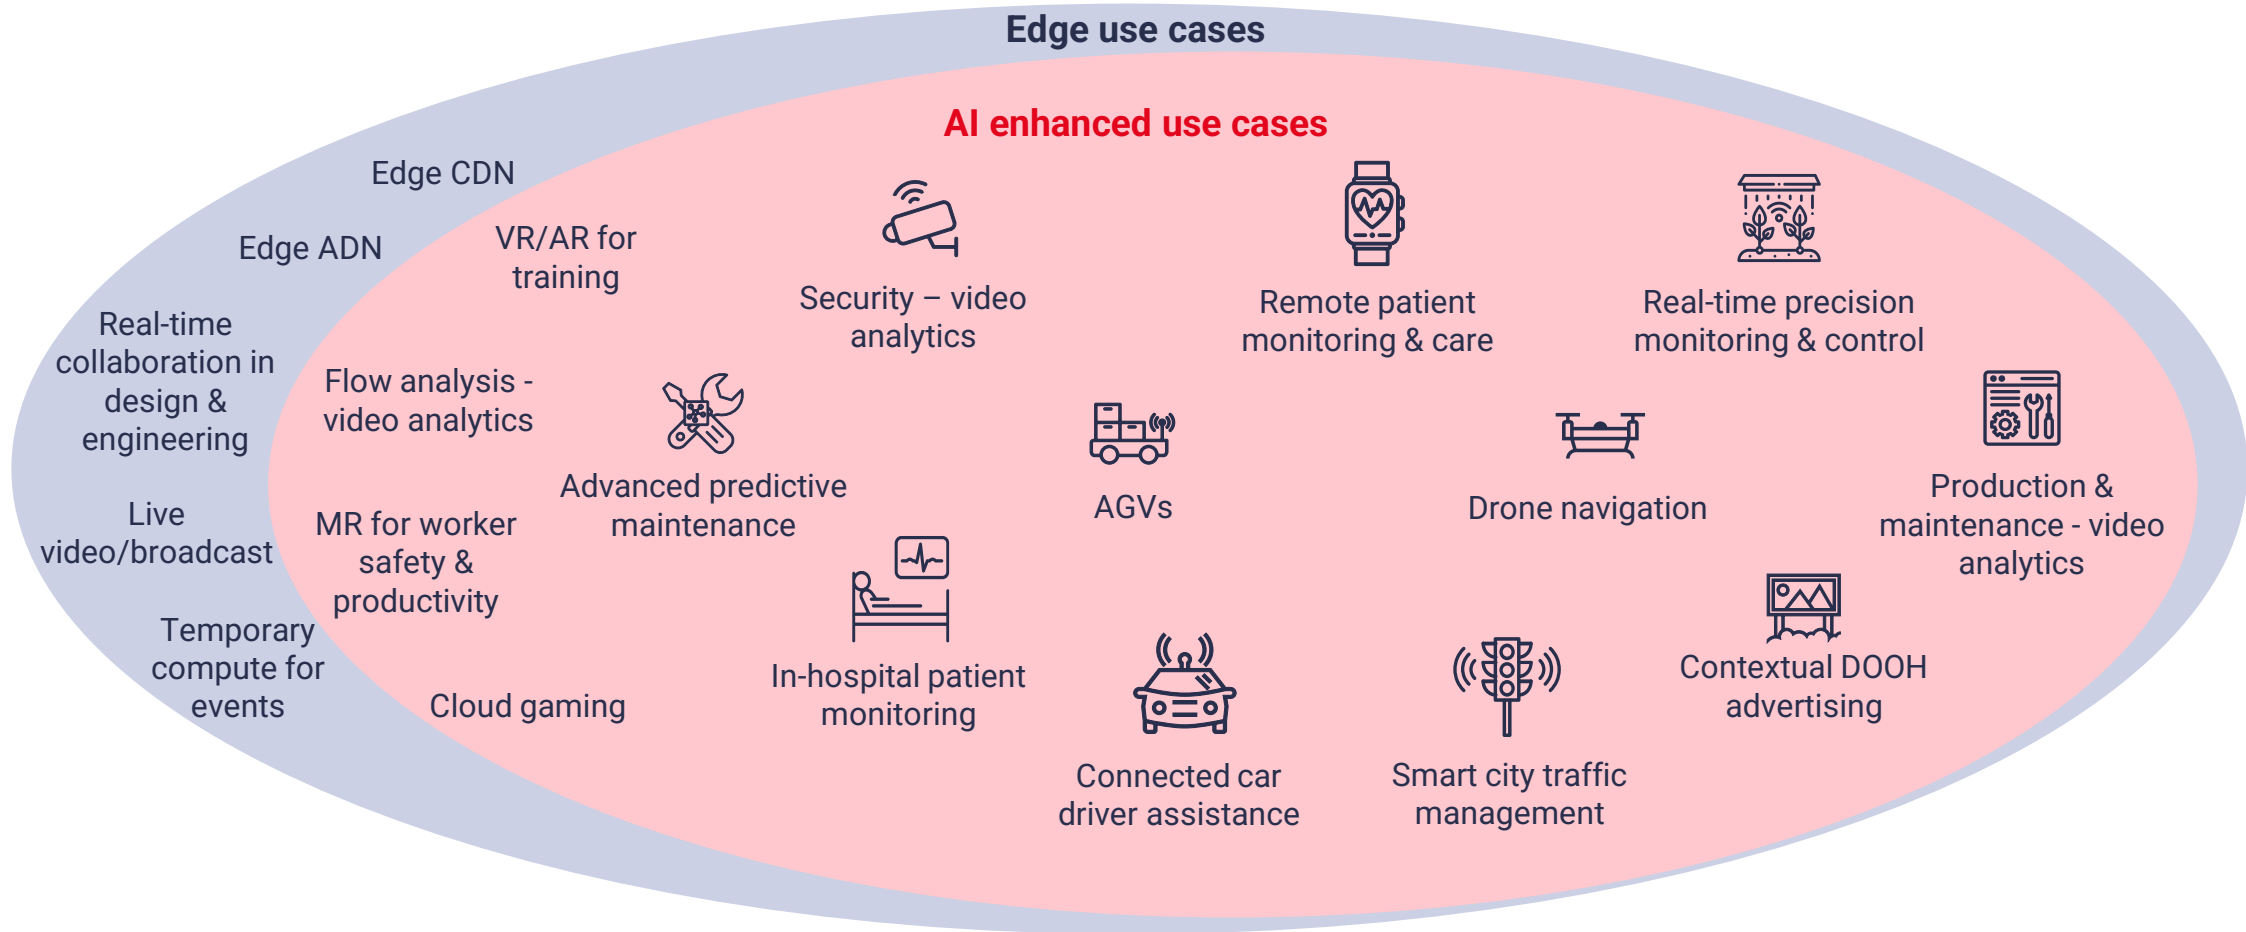 Edge use cases
AI enhanced use cases
Edge CDN
Edge ADN
Real-time
collaboration in
design &
engineering
Live
video/broadcast
Temporary
compute for
events
VR/AR for
training
Flow analysis -
video analytics
MR for worker
safety &
productivity
Cloud gaming
Security – video
analytics
Remote patient
monitoring & care
Real-time precision
monitoring & control
Advanced predictive
maintenance
AGVs
Drone navigation
Production &
maintenance - video
analytics
In-hospital patient
monitoring
Connected car
driver assistance
Smart city traffic
management
Contextual DOOH
advertising